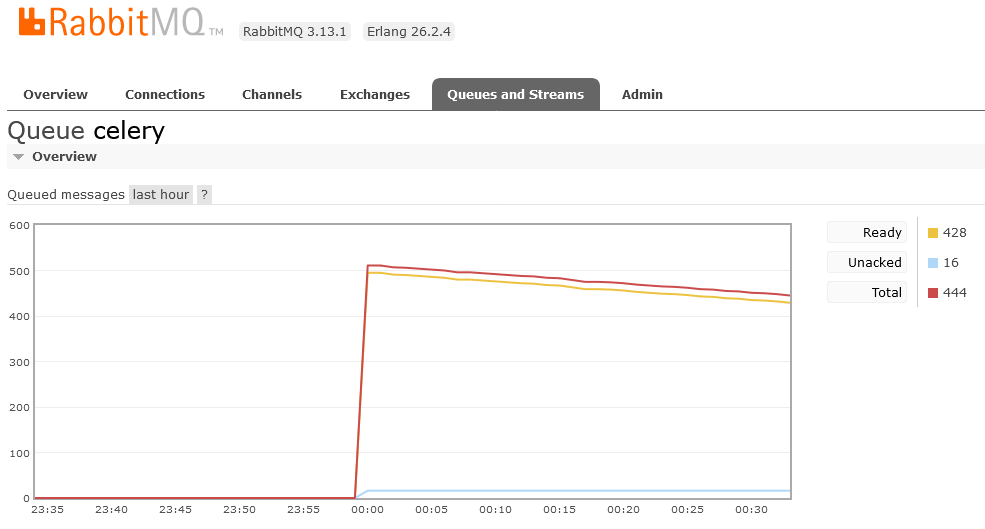 RabbitMQ TM RabbitMQ 3.13.1 Erlang 26.2.4
Overview Connections Channels Exchanges Queues and Streams Admin
Queue celery
Overview
Queued messages last hour ?
600
500
400
300
200
100
0
23:35 23:40 23:45 23:50 23:55 00:00 00:05 00:10 00:15 00:20 00:25 00:30
Ready 428
Unacked 16
Total 444